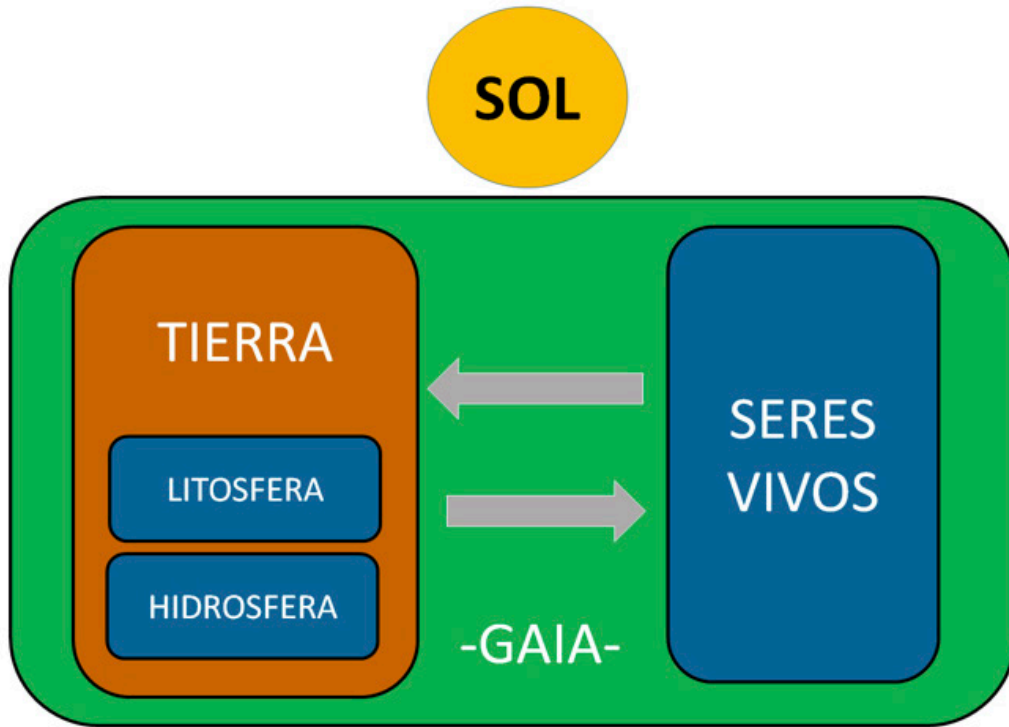 SOL
TIERRA
LITOSFERA
HIDROSFERA
SERES
VIVOS
-GAIA-